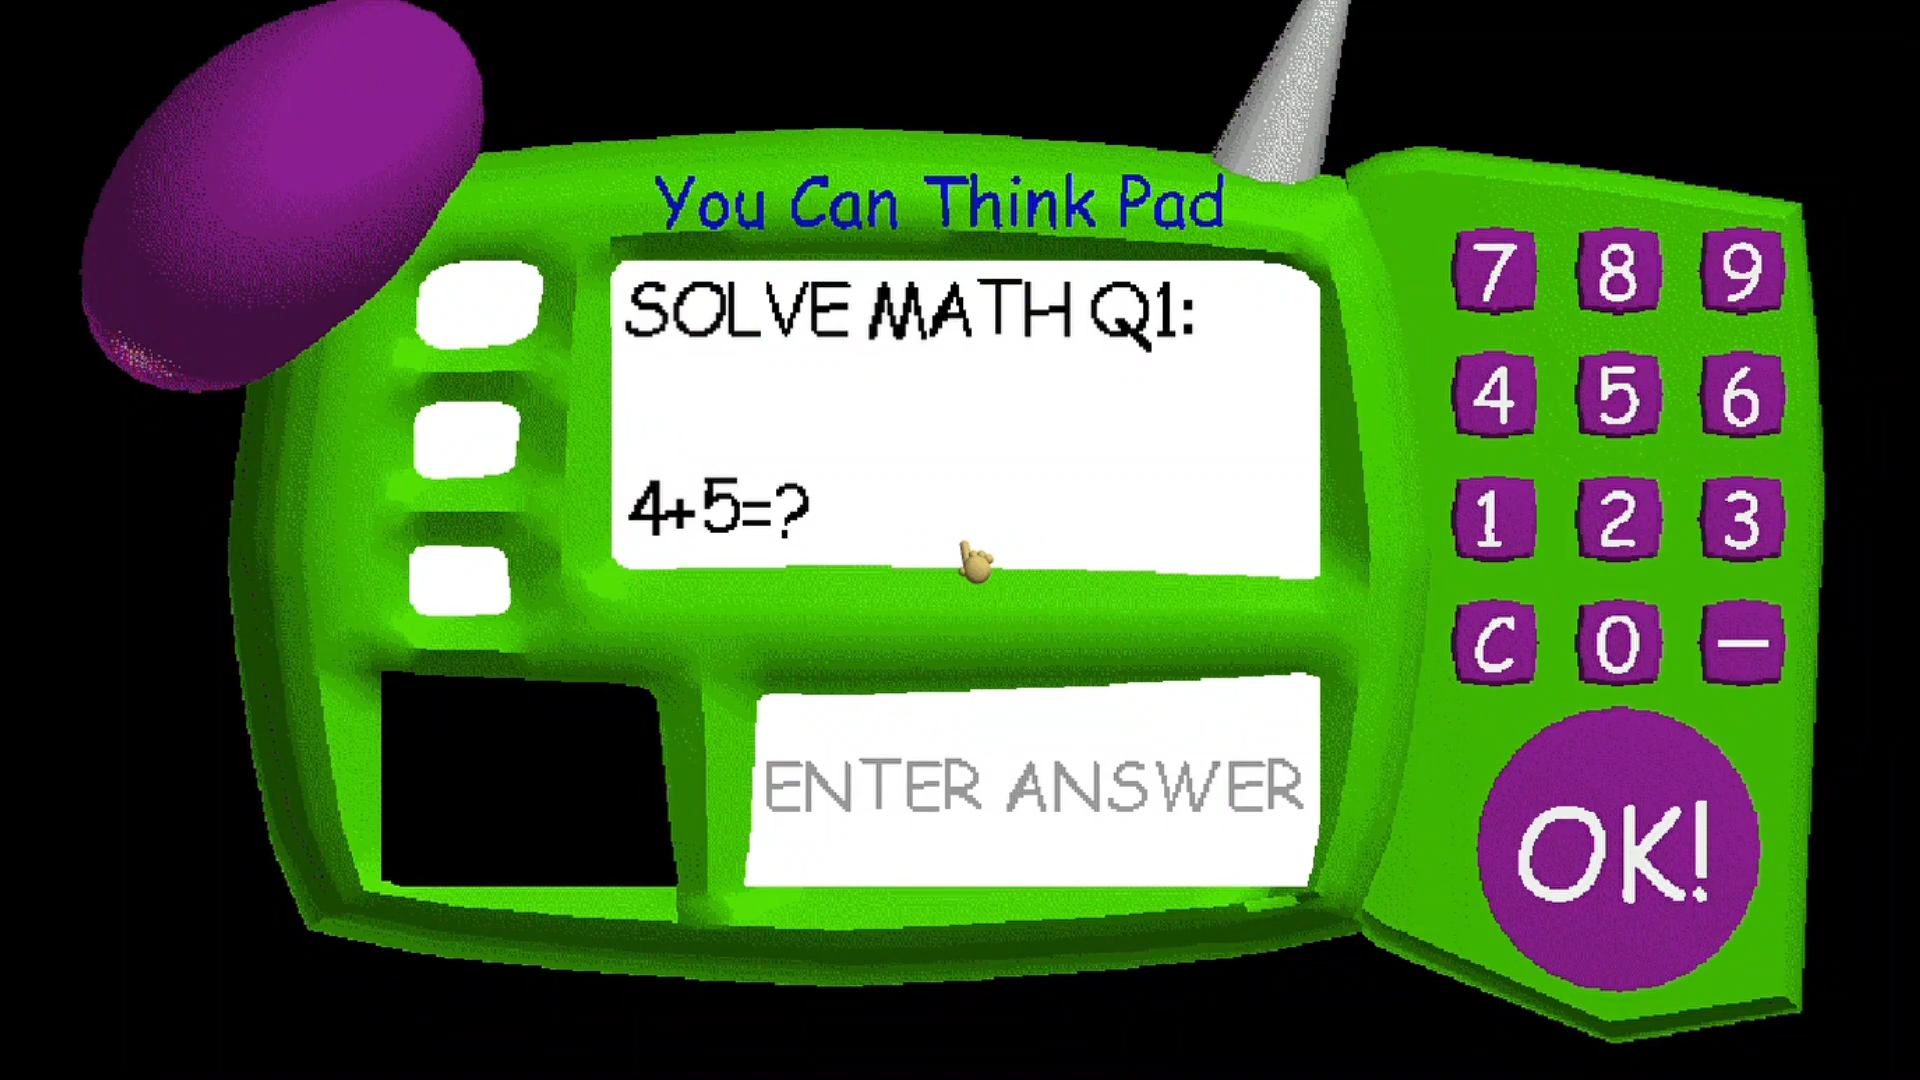 You Can Think Pad
SOLVE MATH Q1:
4+5=?
ENTER ANSWER
7 8 9
4 5 6
1 2 3
C 0 −
OK!